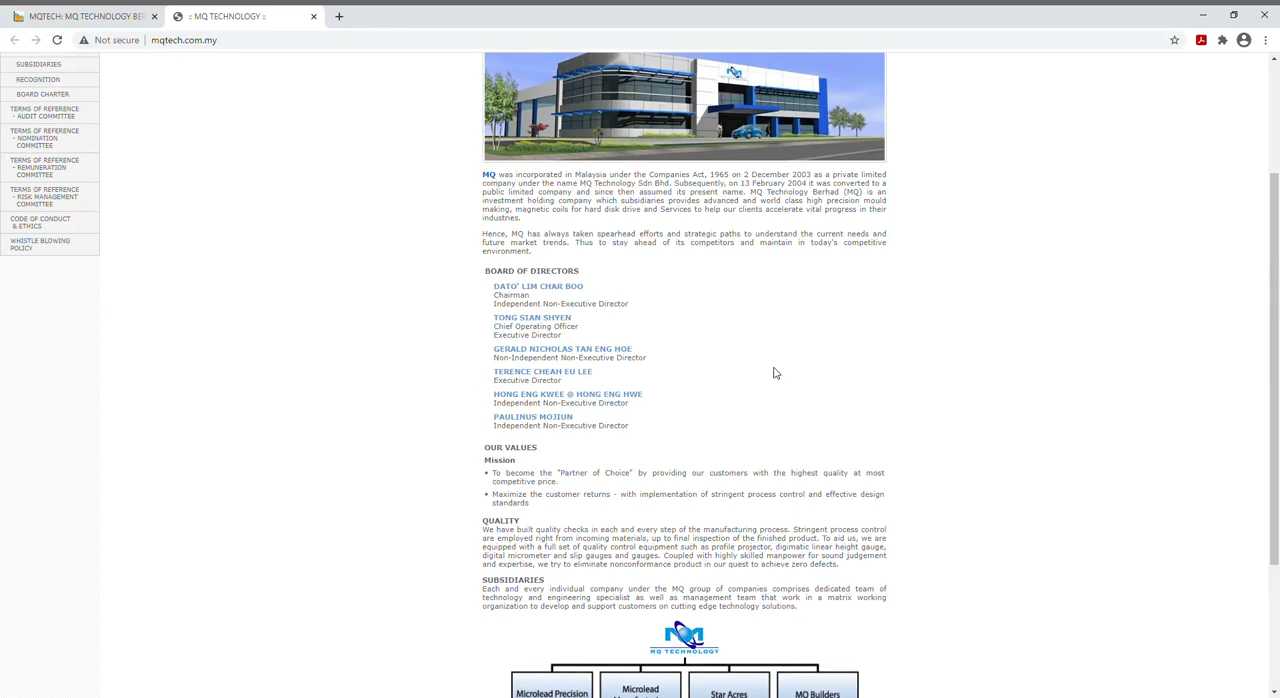 MQTECH: MQ TECHNOLOGY BER
:: MQ TECHNOLOGY ::
Not secure
mqtech.com.my
SUBSIDIARIES
RECOGNITION
BOARD CHARTER
TERMS OF REFERENCE
- AUDIT COMMITTEE
TERMS OF REFERENCE
- NOMINATION
COMMITTEE
TERMS OF REFERENCE
- REMUNERATION
COMMITTEE
TERMS OF REFERENCE
- RISK MANAGEMENT
COMMITTEE
CODE OF CONDUCT
& ETHICS
WHISTLE BLOWING
POLICY
MQ was incorporated in Malaysia under the Companies Act, 1965 on 2 December 2003 as a private limited
company under the name MQ Technology Sdn Bhd. Subsequently, on 13 February 2004 it was converted to a
public limited company and since then assumed its present name. MQ Technology Berhad (MQ) is an
investment holding company which subsidiaries provides advanced and world class high precision mould
making, magnetic coils for hard disk drive and Services to help our clients accelerate vital progress in their
industries.
Hence, MQ has always taken spearhead efforts and strategic paths to understand the current needs and
future market trends. Thus to stay ahead of its competitors and maintain in today's competitive
environment.
BOARD OF DIRECTORS
DATO' LIM CHAR BOO
Chairman
Independent Non-Executive Director
TONG SIAN SHYEN
Chief Operating Officer
Executive Director
GERALD NICHOLAS TAN ENG HOE
Non-Independent Non-Executive Director
TERENCE CHEAH EU LEE
Executive Director
HONG ENG KWEE @ HONG ENG HWE
Independent Non-Executive Director
PAULINUS MOJIUN
Independent Non-Executive Director
OUR VALUES
Mission
• To become the "Partner of Choice" by providing our customers with the highest quality at most
competitive price.
• Maximize the customer returns - with implementation of stringent process control and effective design
standards
QUALITY
We have built quality checks in each and every step of the manufacturing process. Stringent process control
are employed right from incoming materials, up to final inspection of the finished product. To aid us, we are
equipped with a full set of quality control equipment such as profile projector, digimatic linear height gauge,
digital micrometer and slip gauges and gauges. Coupled with highly skilled manpower for sound judgement
and expertise, we try to eliminate nonconformance product in our quest to achieve zero defects.
SUBSIDIARIES
Each and every individual company under the MQ group of companies comprises dedicated team of
technology and engineering specialist as well as management team that work in a matrix working
organization to develop and support customers on cutting edge technology solutions.
MQ TECHNOLOGY
Microlead Precision
Microlead
Star Acres
MQ Builders